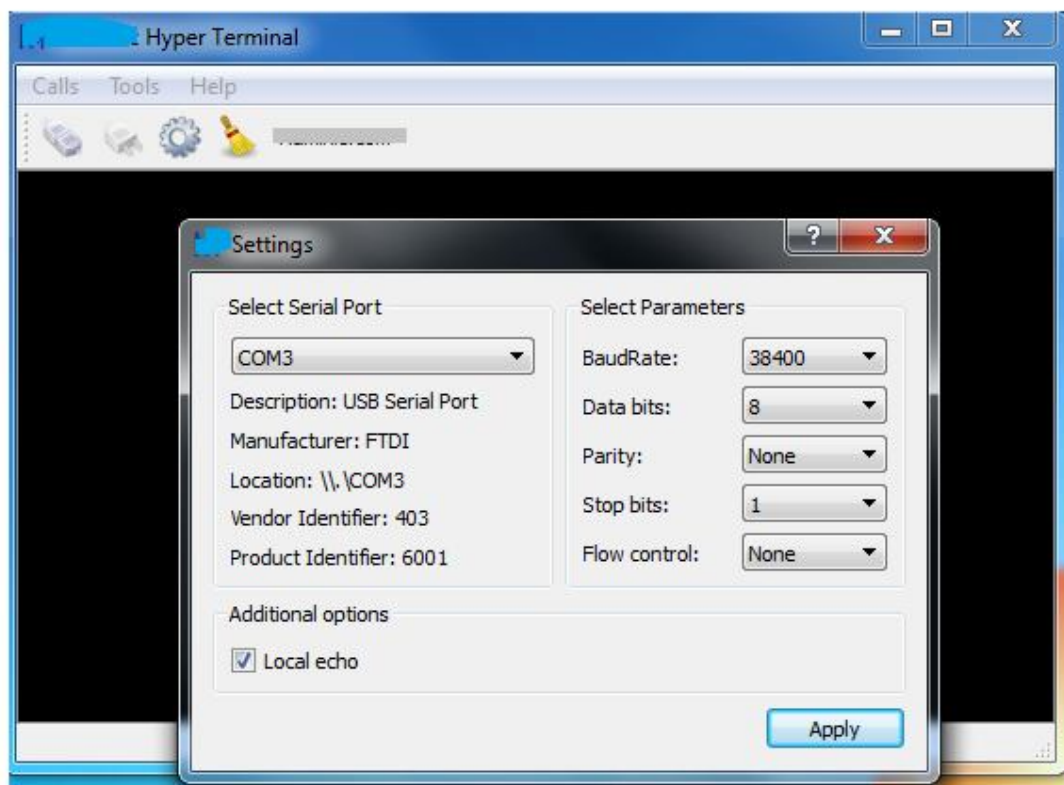 Hyper Terminal
Calls Tools Help
Settings
Select Serial Port
COM3
Description: USB Serial Port
Manufacturer: FTDI
Location: \\.\COM3
Vendor Identifier: 403
Product Identifier: 6001
Select Parameters
BaudRate: 38400
Data bits: 8
Parity: None
Stop bits: 1
Flow control: None
Additional options
Local echo
Apply